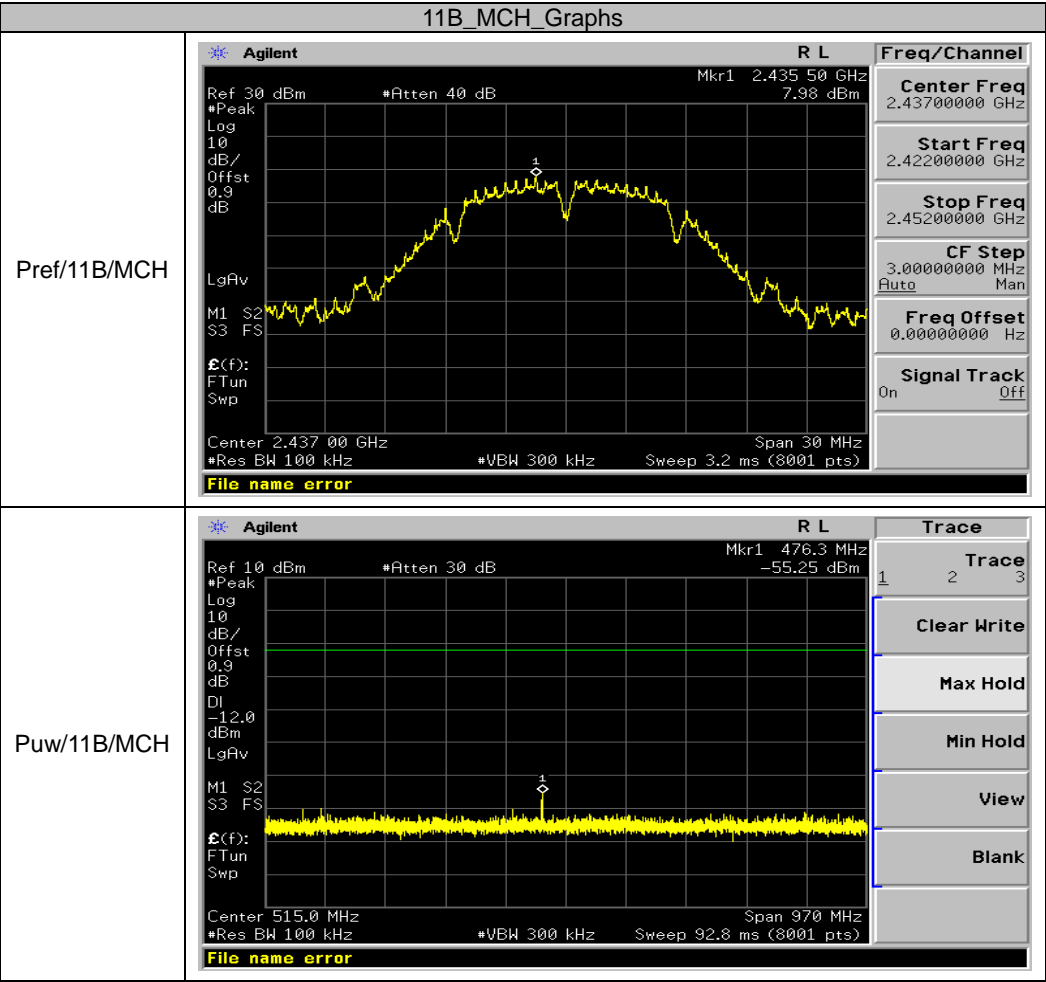 11B_MCH_Graphs
Pref/11B/MCH
Agilent R L Freq/Channel
Mkr1 2.435 50 GHz
Ref 30 dBm #Atten 40 dB 7.98 dBm
#Peak
Log
10
dB/
Offst
0.9
dB
LgAv
M1 S2
S3 FS
£(f):
FTun
Swp
1
Center 2.437 00 GHz Span 30 MHz
#Res BW 100 kHz #VBW 300 kHz Sweep 3.2 ms (8001 pts)
File name error
Center Freq
2.43700000 GHz
Start Freq
2.42200000 GHz
Stop Freq
2.45200000 GHz
CF Step
3.00000000 MHz
Auto Man
Freq Offset
0.00000000 Hz
Signal Track
On Off
Puw/11B/MCH
Agilent R L Trace
Mkr1 476.3 MHz
Ref 10 dBm #Atten 30 dB -55.25 dBm
#Peak
Log
10
dB/
Offst
0.9
dB
DI
-12.0
dBm
LgAv
M1 S2
S3 FS
£(f):
FTun
Swp
1
Center 515.0 MHz Span 970 MHz
#Res BW 100 kHz #VBW 300 kHz Sweep 92.8 ms (8001 pts)
File name error
Trace
1 2 3
Clear Write
Max Hold
Min Hold
View
Blank